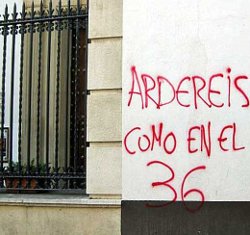 ARDEREIS
COMO EN EL
36